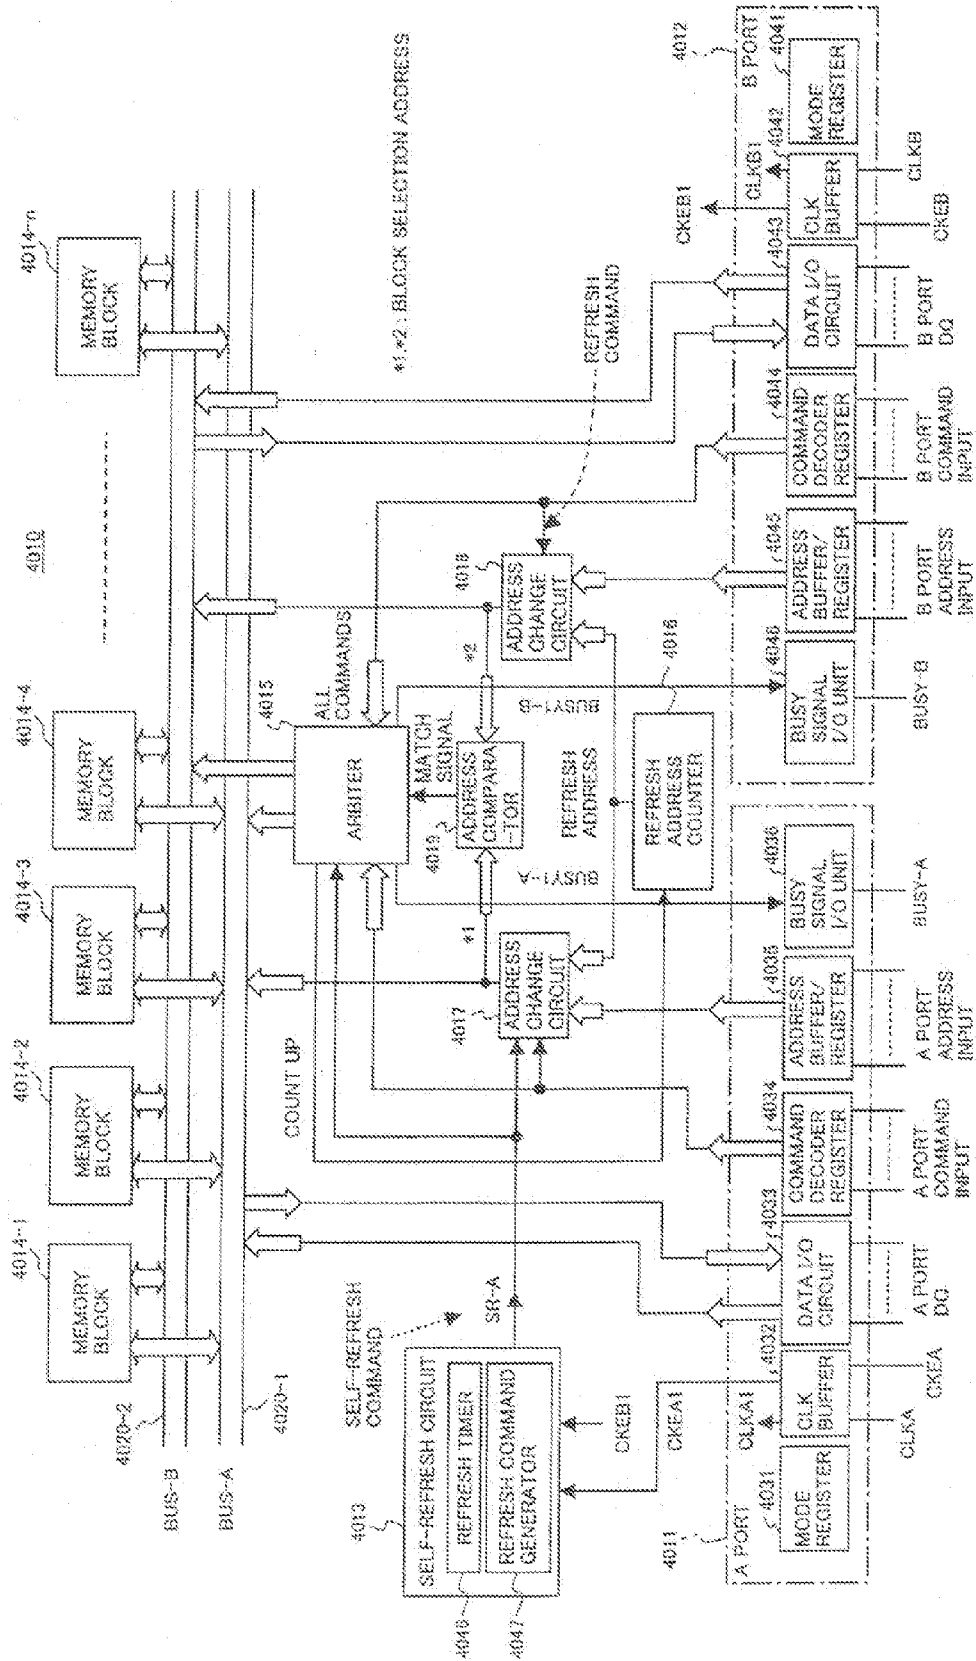 4010
4014-1
4014-2
4014-3
4014-4
4014-n
MEMORY
BLOCK
MEMORY
BLOCK
MEMORY
BLOCK
MEMORY
BLOCK
MEMORY
BLOCK
4020-2
BUS-B
BUS-A
4020-1
*1,*2 : BLOCK SELECTION ADDRESS
COUNT UP
ALL
COMMANDS
4015
ARBITER
MATCH
SIGNAL
4019
ADDRESS
COMPARA
-TOR
*1
*2
4013
SELF-REFRESH CIRCUIT
REFRESH TIMER
REFRESH COMMAND
GENERATOR
4046
4047
SELF-REFRESH
COMMAND
SR-A
CKEB1
CKEA1
4017
ADDRESS
CHANGE
CIRCUIT
4018
ADDRESS
CHANGE
CIRCUIT
BUSY1-A
BUSY1-B
REFRESH
ADDRESS
REFRESH
ADDRESS
COUNTER
4016
REFRESH
COMMAND
CLKA1
CKEB1
CLKB1
4011
A PORT
4031
MODE
REGISTER
4032
CLK
BUFFER
4033
DATA I/O
CIRCUIT
4034
COMMAND
DECODER
REGISTER
4035
ADDRESS
BUFFER/
REGISTER
4036
BUSY
SIGNAL
I/O UNIT
4012
B PORT
4046
BUSY
SIGNAL
I/O UNIT
4045
ADDRESS
BUFFER/
REGISTER
4044
COMMAND
DECODER
REGISTER
4043
DATA I/O
CIRCUIT
4042
CLK
BUFFER
4041
MODE
REGISTER
CLKA
CKEA
A PORT
DQ
A PORT
COMMAND
INPUT
A PORT
ADDRESS
INPUT
BUSY-A
BUSY-B
B PORT
ADDRESS
INPUT
B PORT
COMMAND
INPUT
B PORT
DQ
CKEB
CLKB